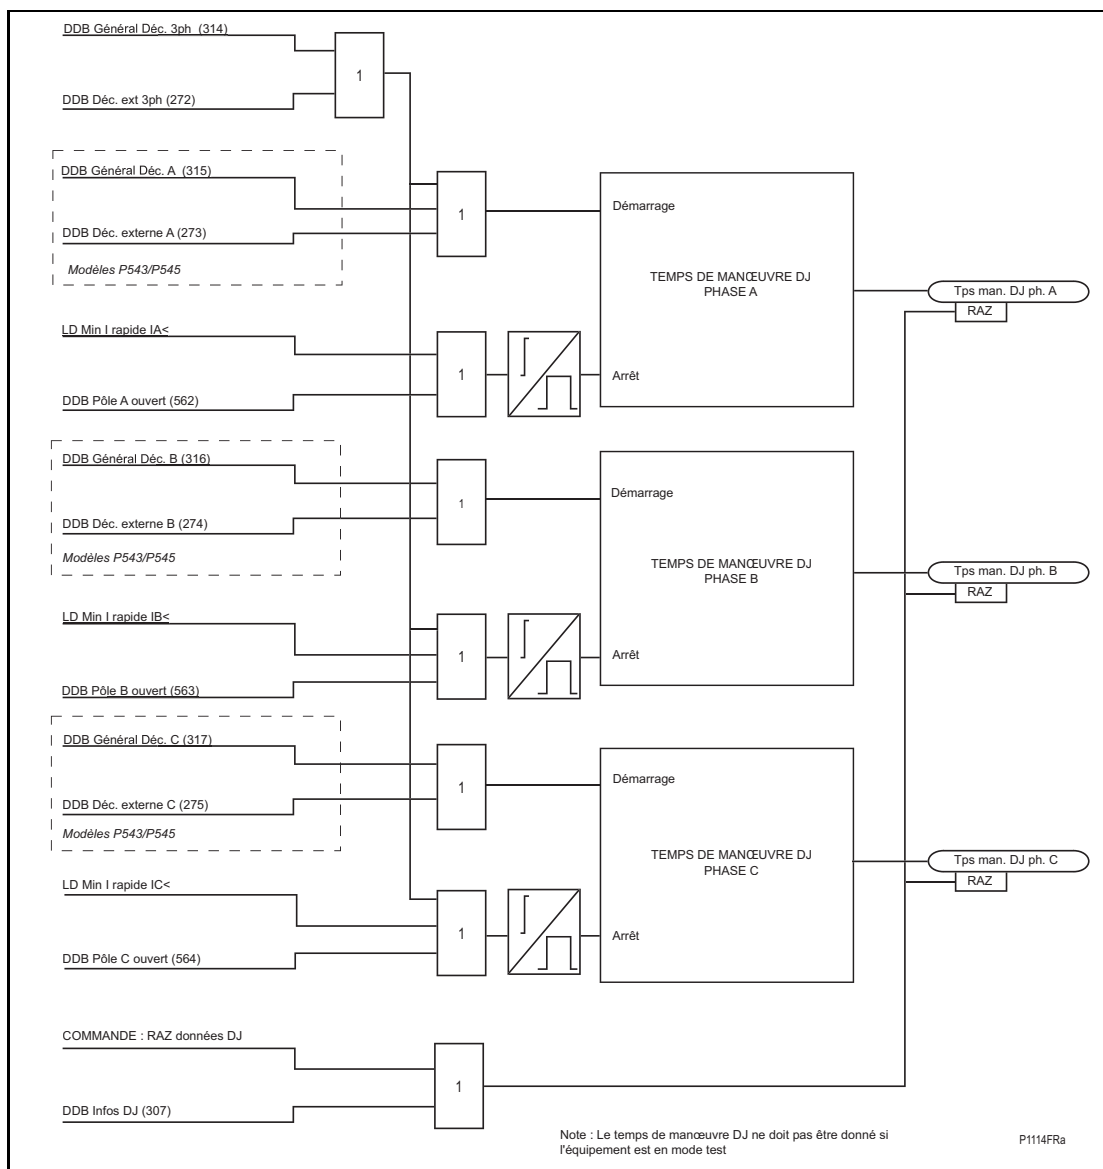 DDB Général Déc. 3ph (314)
1
DDB Déc. ext 3ph (272)
DDB Général Déc. A (315)
1
Démarrage
DDB Déc. externe A (273)
Modèles P543/P545
TEMPS DE MANŒUVRE DJ
PHASE A
Tps man. DJ ph. A
RAZ
LD Min I rapide IA<
1
Arrêt
DDB Pôle A ouvert (562)
DDB Général Déc. B (316)
1
Démarrage
DDB Déc. externe B (274)
Modèles P543/P545
TEMPS DE MANŒUVRE DJ
PHASE B
Tps man. DJ ph. B
RAZ
LD Min I rapide IB<
1
Arrêt
DDB Pôle B ouvert (563)
DDB Général Déc. C (317)
1
Démarrage
DDB Déc. externe C (275)
Modèles P543/P545
TEMPS DE MANŒUVRE DJ
PHASE C
Tps man. DJ ph. C
RAZ
LD Min I rapide IC<
1
Arrêt
DDB Pôle C ouvert (564)
COMMANDE : RAZ données DJ
1
DDB Infos DJ (307)
Note : Le temps de manœuvre DJ ne doit pas être donné si
l'équipement est en mode test
P1114FRa